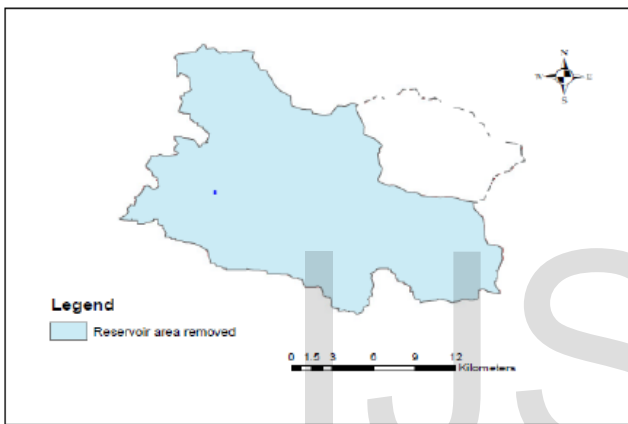 N
W E
S
Legend
Reservoir area removed
0 1.5 3 6 9 12
Kilometers
IJS